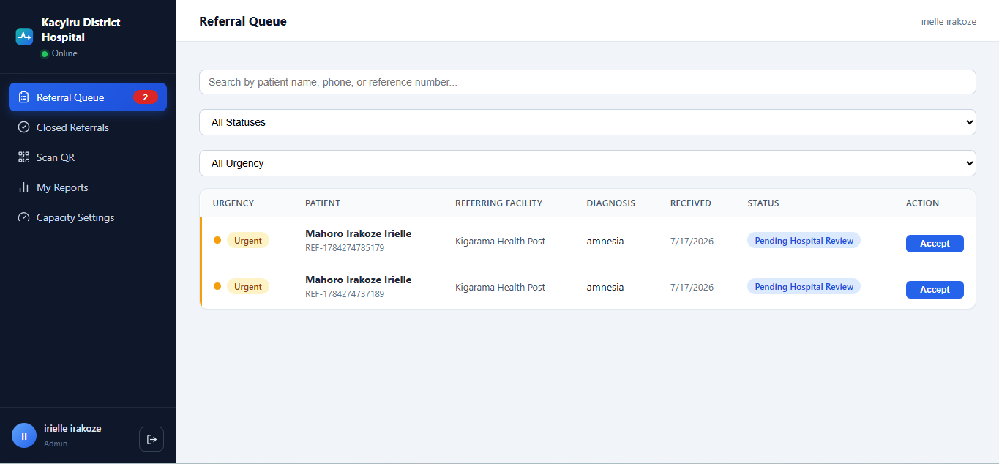 Kacyiru District
Hospital
Online
Referral Queue 2
Closed Referrals
Scan QR
My Reports
Capacity Settings
II
irielle irakoze
Admin
Referral Queue
irielle irakoze
Search by patient name, phone, or reference number...
All Statuses
All Urgency
URGENCY PATIENT REFERRING FACILITY DIAGNOSIS RECEIVED STATUS ACTION
Urgent Mahoro Irakoze Irielle Kigarama Health Post amnesia 7/17/2026 Pending Hospital Review Accept
REF-1784274785179
Urgent Mahoro Irakoze Irielle Kigarama Health Post amnesia 7/17/2026 Pending Hospital Review Accept
REF-1784274737189